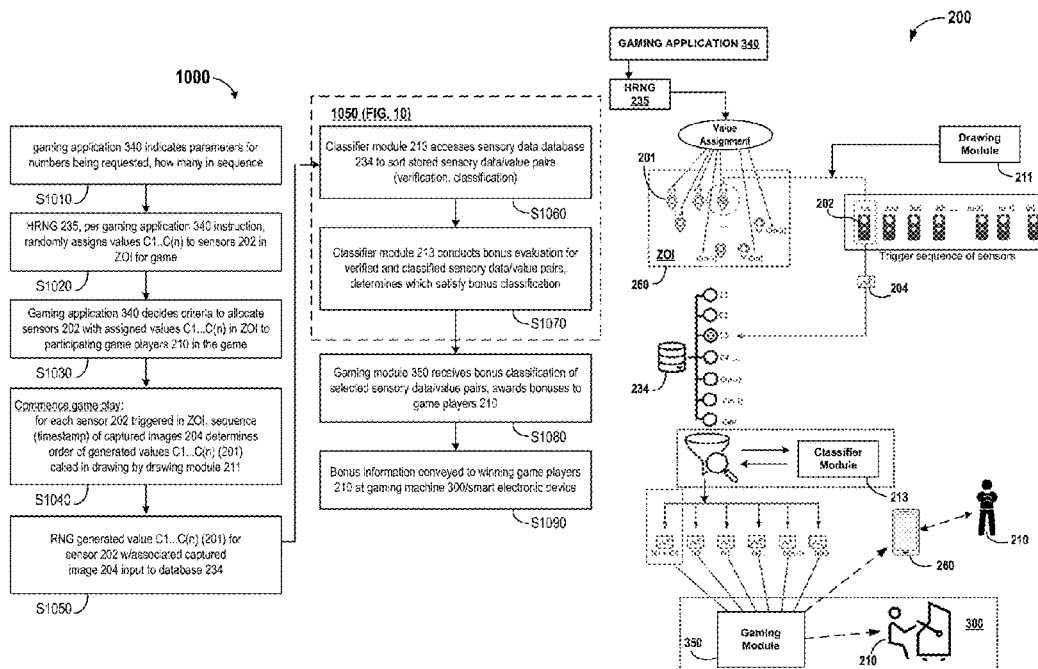 1000
gaming application 340 indicates parameters for
numbers being requested, how many in sequence
S1010
HRNG 235, per gaming application 340 instruction,
randomly assigns values C1..C(n) to sensors 202 in
ZOI for game
S1020
Gaming application 340 decides criteria to allocate
sensors 202 with assigned values C1...C(n) in ZOI to
participating game players 210 in the game
S1030
Commence game play:
for each sensor 202 triggered in ZOI, sequence
(timestamp) of captured images 204 determines
order of generated values C1...C(n) (201)
called in drawing by drawing module 211
S1040
RNG generated value C1...C(n) (201) for
sensor 202 w/associated captured
image 204 input to database 234
S1050
1050 (FIG. 10)
Classifier module 213 accesses sensory data database
234 to sort stored sensory data/value pairs
(verification, classification)
S1060
Classifier module 213 conducts bonus evaluation for
verified and classified sensory data/value pairs,
determines which satisfy bonus classification
S1070
Gaming module 350 receives bonus classification of
selected sensory data/value pairs, awards bonuses to
game players 210
S1080
Bonus information conveyed to winning game players
210 at gaming machine 300/smart electronic device
S1090
200
GAMING APPLICATION 340
HRNG
235
Value
Assignment
Drawing
Module
211
201
202
ZOI
Trigger sequence of sensors
204
234
Classifier
Module
213
210
260
Gaming
Module
350
210
300